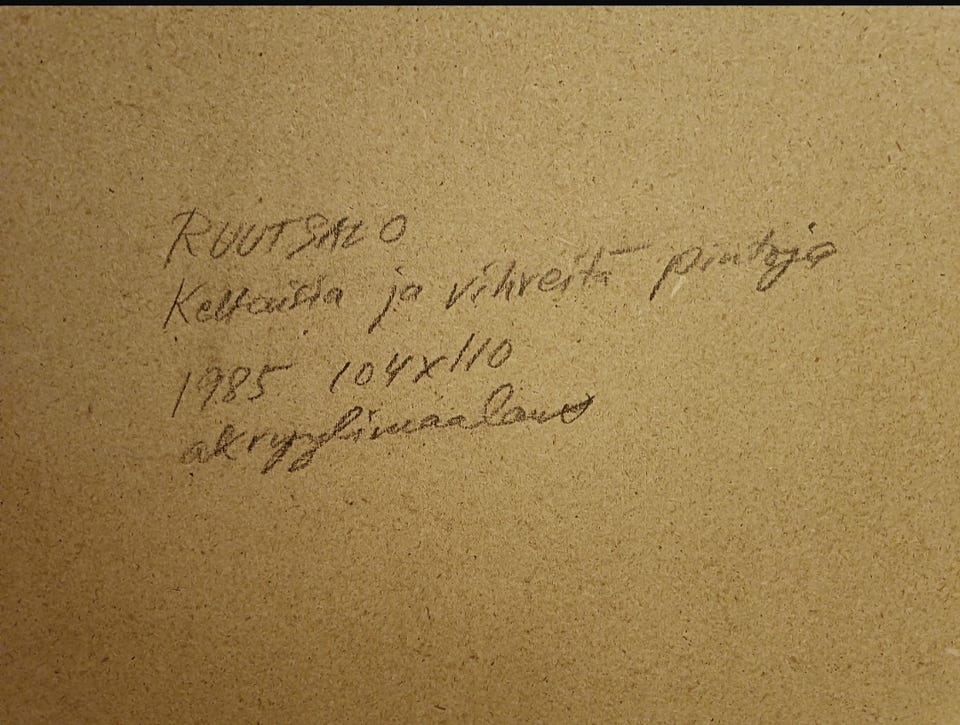 RUUTSALO
Keltaisia ja vihreitä pintoja
1985 104x110
akryylimaalaus